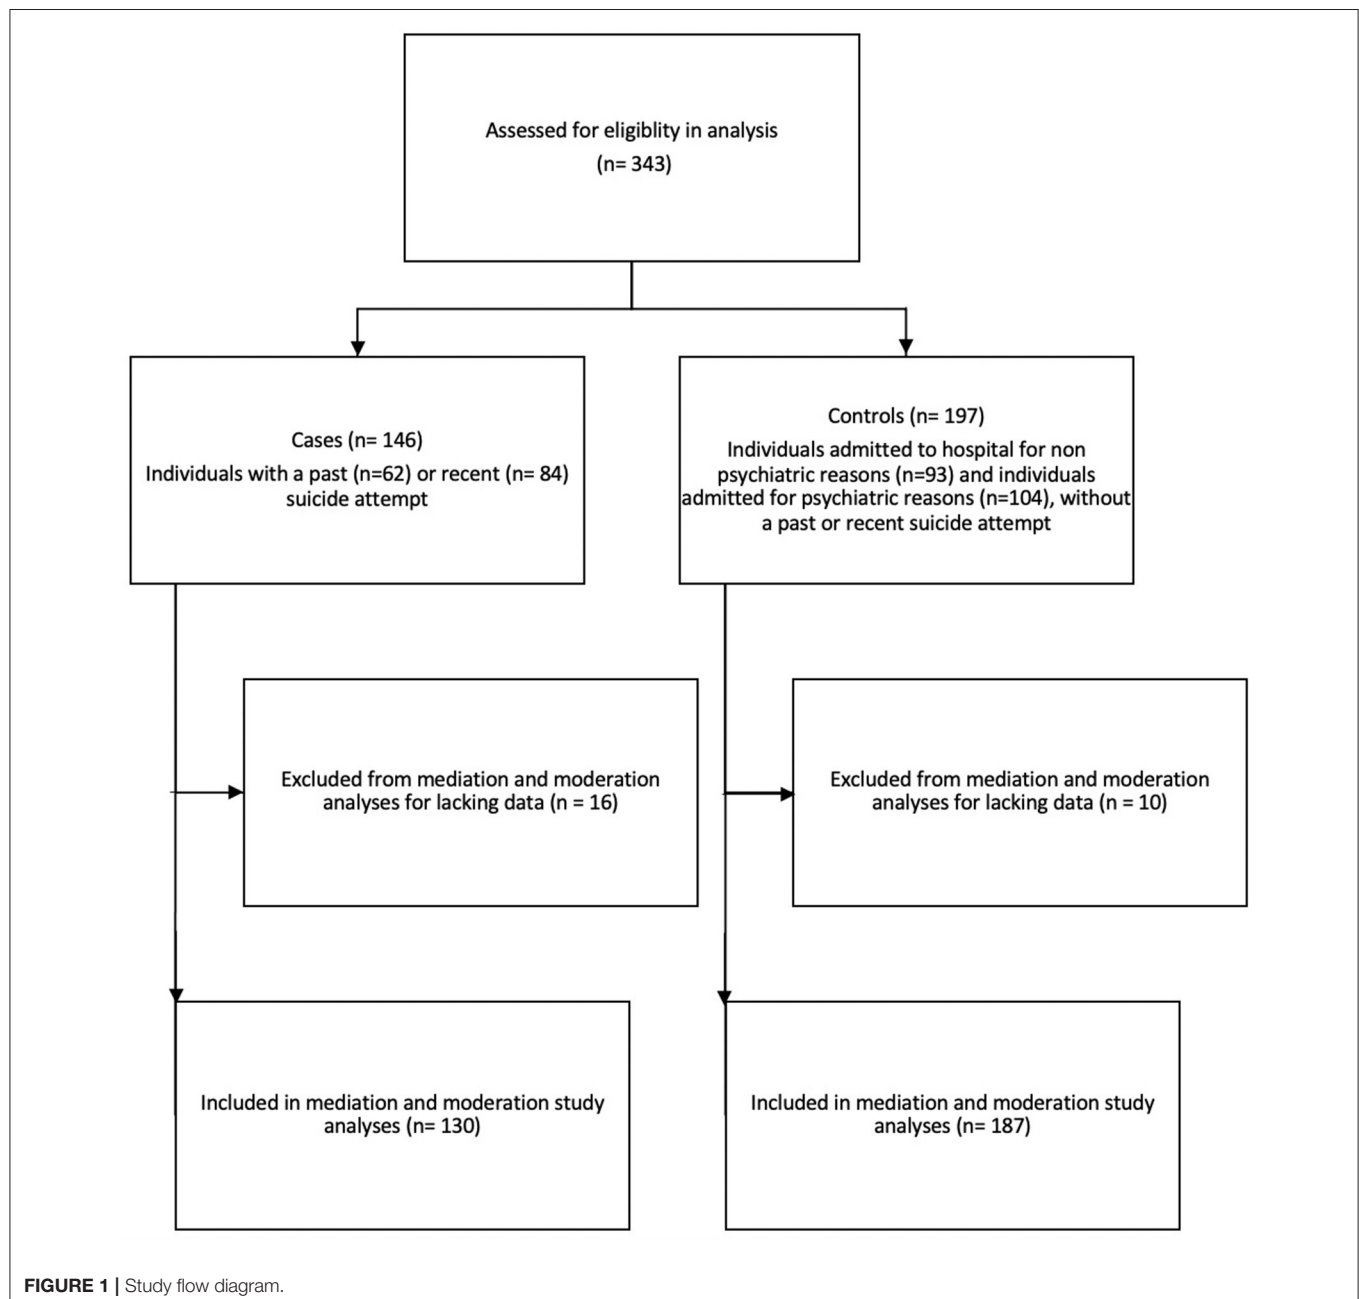 Assessed for eligiblity in analysis
(n= 343)
Cases (n= 146)
Individuals with a past (n=62) or recent (n= 84)
suicide attempt
Controls (n= 197)
Individuals admitted to hospital for non
psychiatric reasons (n=93) and individuals
admitted for psychiatric reasons (n=104), without
a past or recent suicide attempt
Excluded from mediation and moderation
analyses for lacking data (n = 16)
Excluded from mediation and moderation
analyses for lacking data (n = 10)
Included in mediation and moderation study
analyses (n= 130)
Included in mediation and moderation study
analyses (n= 187)
FIGURE 1 | Study flow diagram.